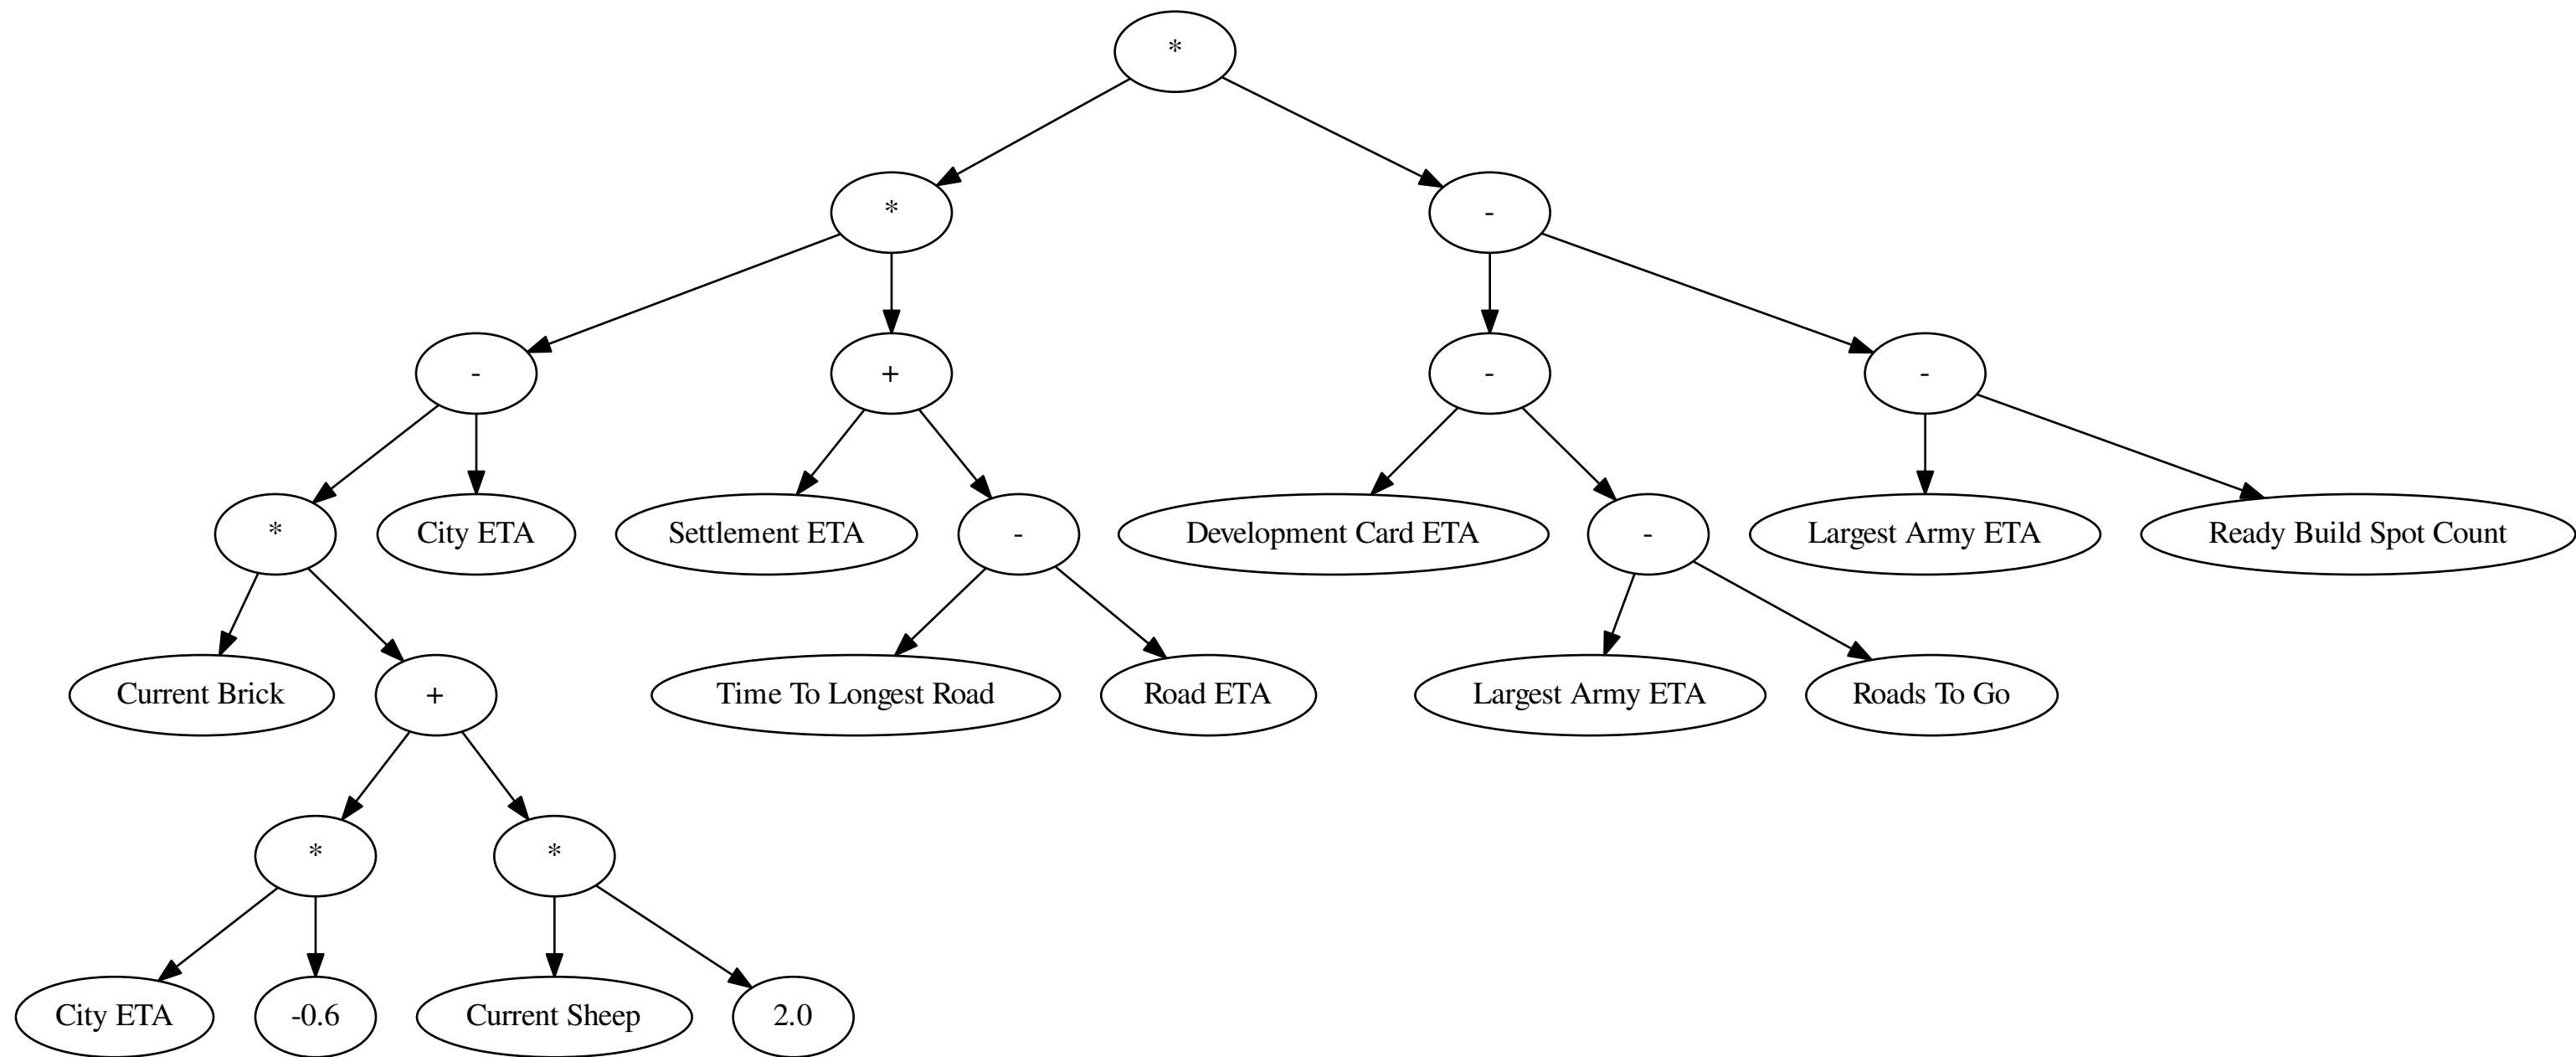 *
*
-
-
+
-
-
*
City ETA
Settlement ETA
-
Development Card ETA
-
Largest Army ETA
Ready Build Spot Count
Current Brick
+
Time To Longest Road
Road ETA
Largest Army ETA
Roads To Go
*
*
City ETA
-0.6
Current Sheep
2.0